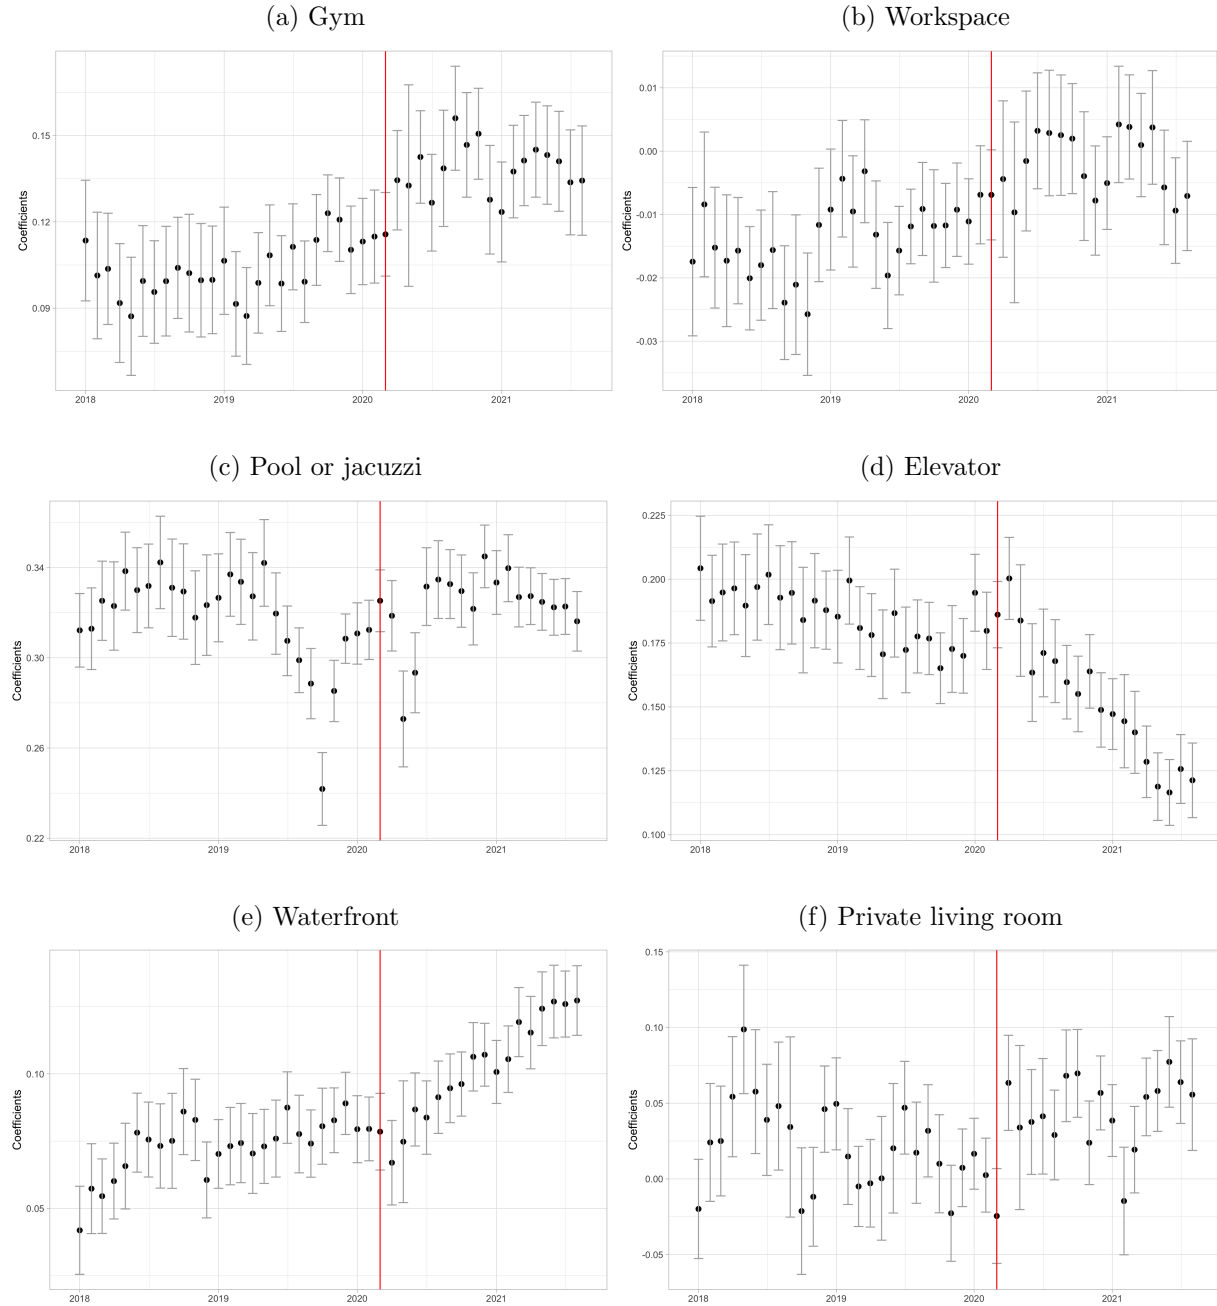 (a) Gym
(b) Workspace
Coefficients
0.15
0.12
0.09
2018 2019 2020 2021
Coefficients
0.01
0.00
-0.01
-0.02
-0.03
2018 2019 2020 2021
(c) Pool or jacuzzi
(d) Elevator
Coefficients
0.34
0.30
0.26
0.22
2018 2019 2020 2021
Coefficients
0.225
0.200
0.175
0.150
0.125
0.100
2018 2019 2020 2021
(e) Waterfront
(f) Private living room
Coefficients
0.10
0.05
2018 2019 2020 2021
Coefficients
0.15
0.10
0.05
0.00
-0.05
2018 2019 2020 2021